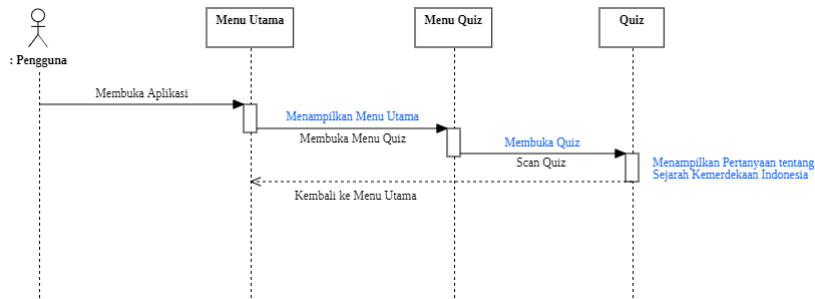 Menu Utama
Menu Quiz
Quiz
: Pengguna
Membuka Aplikasi
Menampilkan Menu Utama
Membuka Menu Quiz
Membuka Quiz
Scan Quiz
Menampilkan Pertanyaan tentang
Sejarah Kemerdekaan Indonesia
Kembali ke Menu Utama